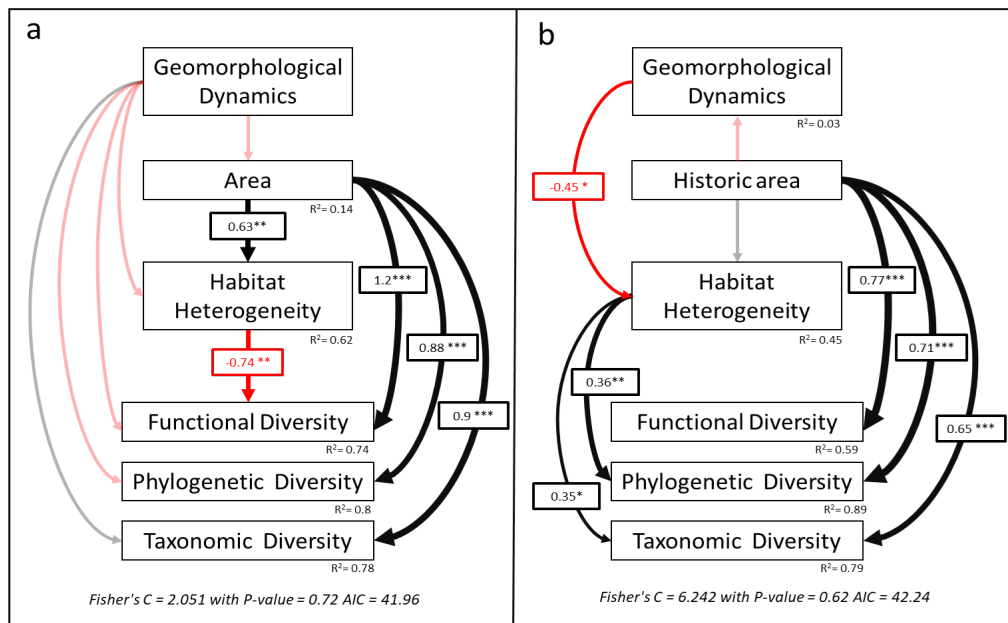 a
Geomorphological
Dynamics
Area
R²= 0.14
0.63**
Habitat
Heterogeneity
R²= 0.62
1.2***
-0.74 **
0.88 ***
0.9 ***
Functional Diversity
R²= 0.74
Phylogenetic Diversity
R²= 0.8
Taxonomic Diversity
R²= 0.78
Fisher's C = 2.051 with P-value = 0.72 AIC = 41.96
b
Geomorphological
Dynamics
R²= 0.03
-0.45 *
Historic area
Habitat
Heterogeneity
R²= 0.45
0.77***
0.71***
0.36**
0.65 ***
0.35*
Functional Diversity
R²= 0.59
Phylogenetic Diversity
R²= 0.89
Taxonomic Diversity
R²= 0.79
Fisher's C = 6.242 with P-value = 0.62 AIC = 42.24